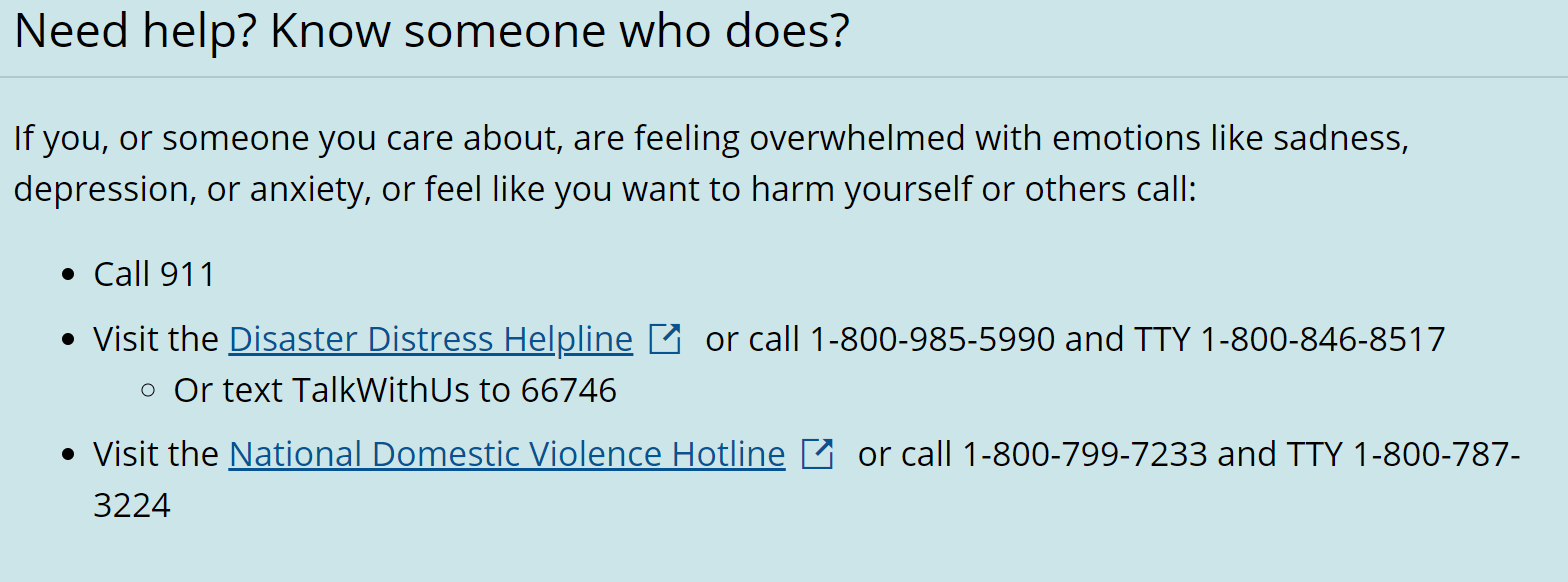 Need help? Know someone who does?
If you, or someone you care about, are feeling overwhelmed with emotions like sadness,
depression, or anxiety, or feel like you want to harm yourself or others call:
• Call 911
• Visit the Disaster Distress Helpline or call 1-800-985-5990 and TTY 1-800-846-8517
○ Or text TalkWithUs to 66746
• Visit the National Domestic Violence Hotline or call 1-800-799-7233 and TTY 1-800-787-
3224